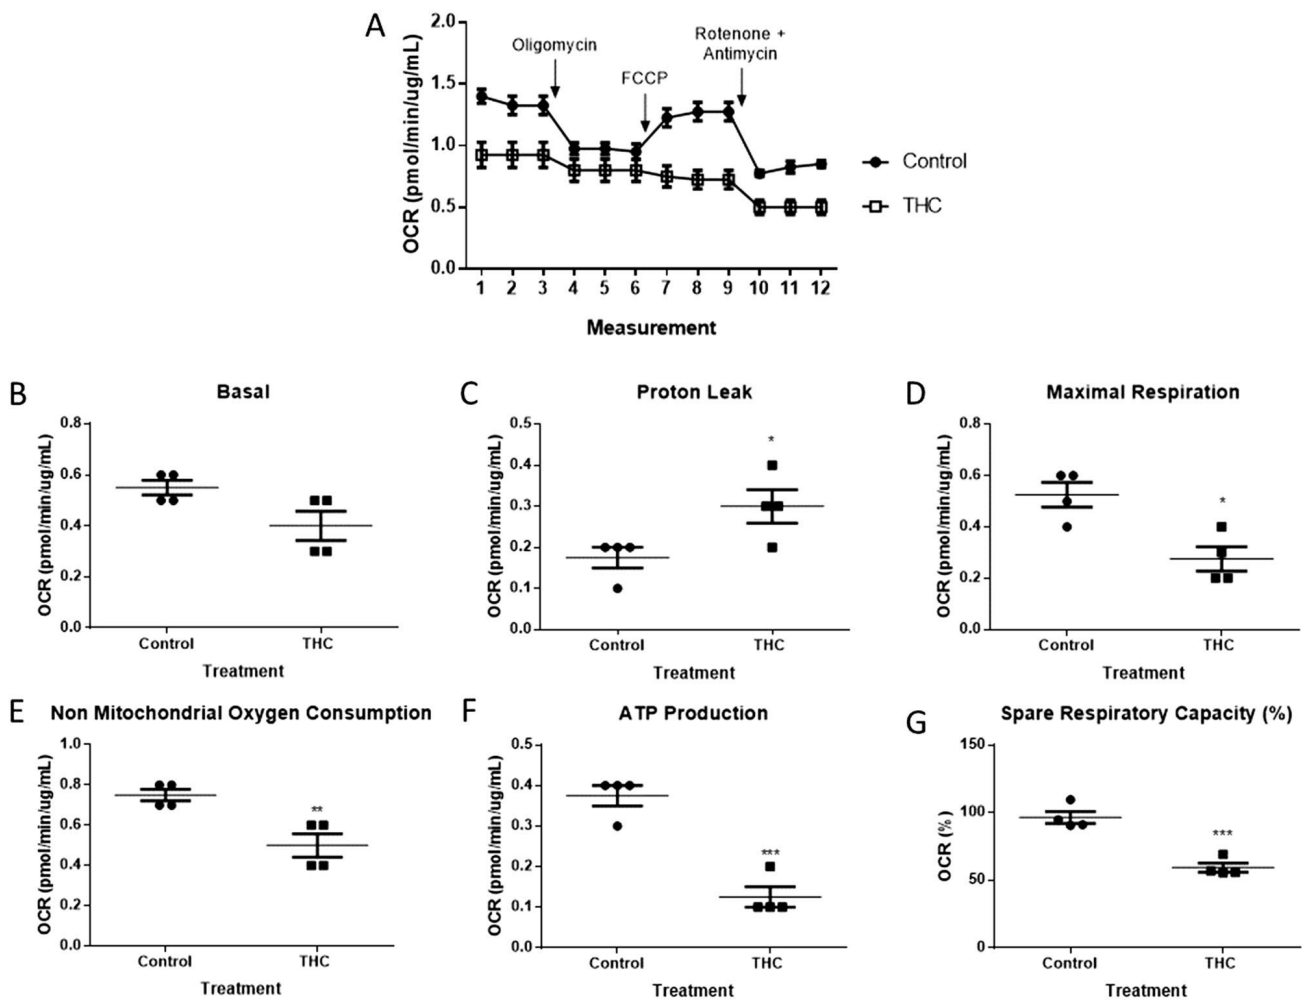 A
OCR (pmol/min/ug/mL)
2.0
1.5
1.0
0.5
0.0
Oligomycin
FCCP
Rotenone +
Antimycin
Control
THC
1 2 3 4 5 6 7 8 9 10 11 12
Measurement
B
Basal
OCR (pmol/min/ug/mL)
0.8
0.6
0.4
0.2
0.0
Control THC
Treatment
C
Proton Leak
OCR (pmol/min/ug/mL)
0.5
0.4
0.3
0.2
0.1
0.0
*
Control THC
Treatment
D
Maximal Respiration
OCR (pmol/min/ug/mL)
0.8
0.6
0.4
0.2
0.0
*
Control THC
Treatment
E
Non Mitochondrial Oxygen Consumption
OCR (pmol/min/ug/mL)
1.0
0.8
0.6
0.4
0.2
0.0
**
Control THC
Treatment
F
ATP Production
OCR (pmol/min/ug/mL)
0.5
0.4
0.3
0.2
0.1
0.0
***
Control THC
Treatment
G
Spare Respiratory Capacity (%)
OCR (%)
150
100
50
0
***
Control THC
Treatment